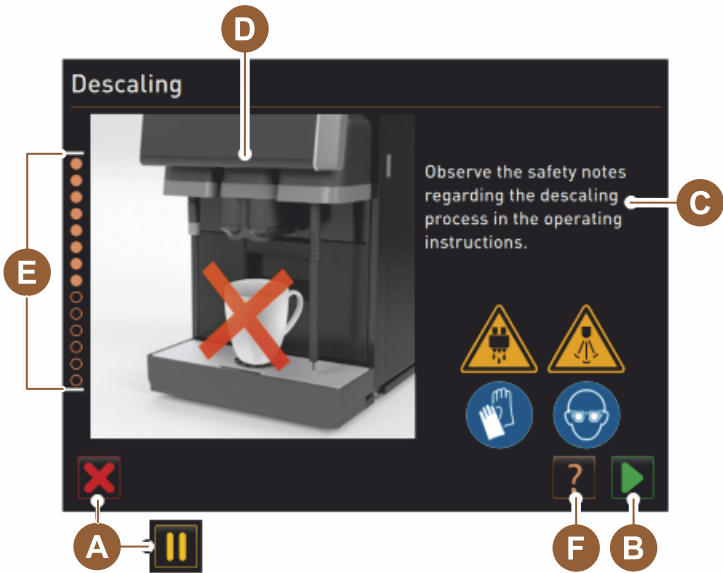 D
Descaling
Observe the safety notes
regarding the descaling
process in the operating
instructions.
C
E
?
A
F
B